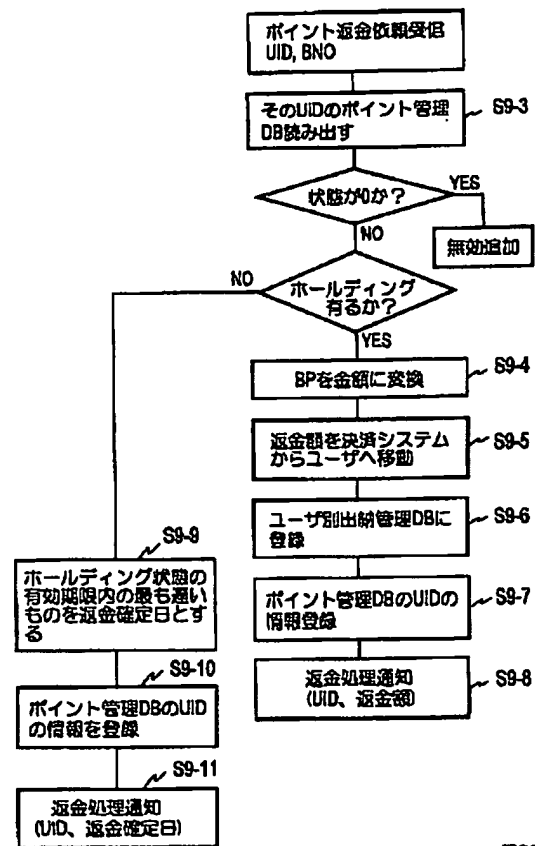 ポイント返金依頼受信
UID, BNO
そのUIDのポイント管理
DB読み出す
S9-3
状態が0か?
YES
NO
無効追加
ホールディング
有るか?
NO
YES
BPを金額に変換
S9-4
返金額を決済システム
からユーザへ移動
S9-5
ユーザ別出納管理DBに
登録
S9-6
ポイント管理DBのUIDの
情報登録
S9-7
返金処理通知
(UID、返金額)
S9-8
S9-9
ホールディング状態の
有効期限内の最も遅い
ものを返金確定日とす
る
S9-10
ポイント管理DBのUID
の情報を登録
S9-11
返金処理通知
(UID、返金確定日)